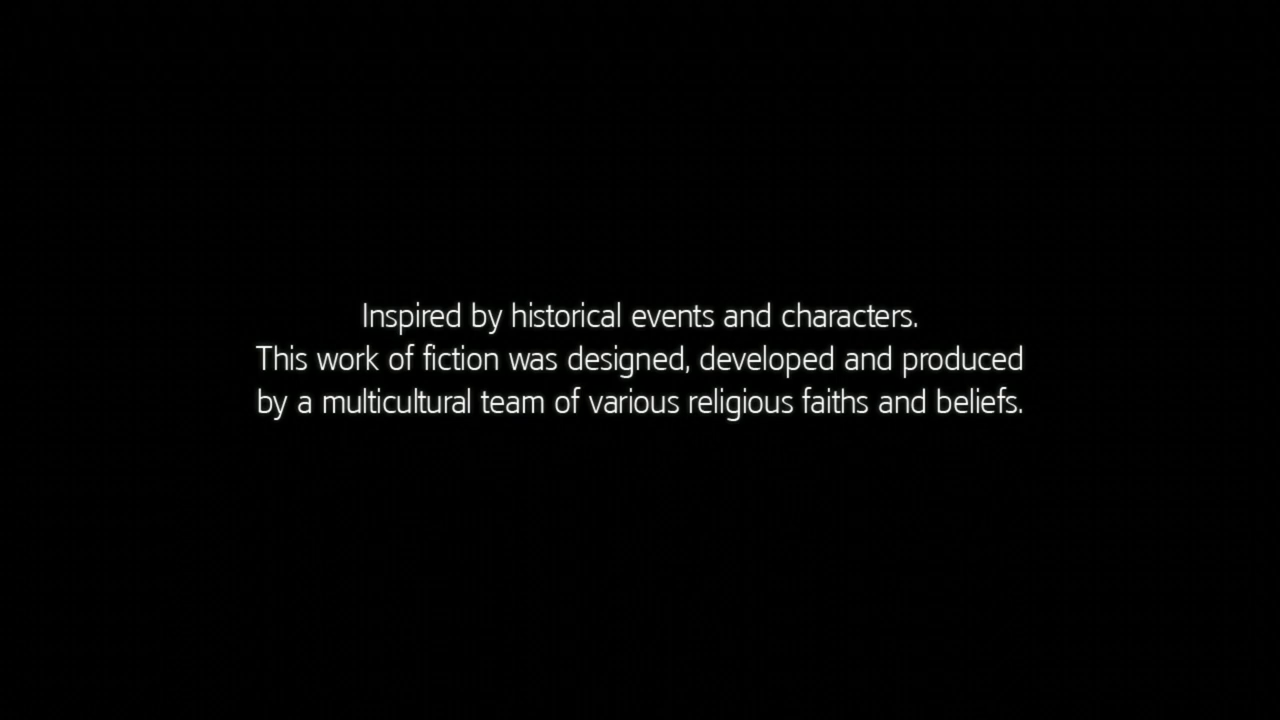 Inspired by historical events and characters.
This work of fiction was designed, developed and produced
by a multicultural team of various religious faiths and beliefs.